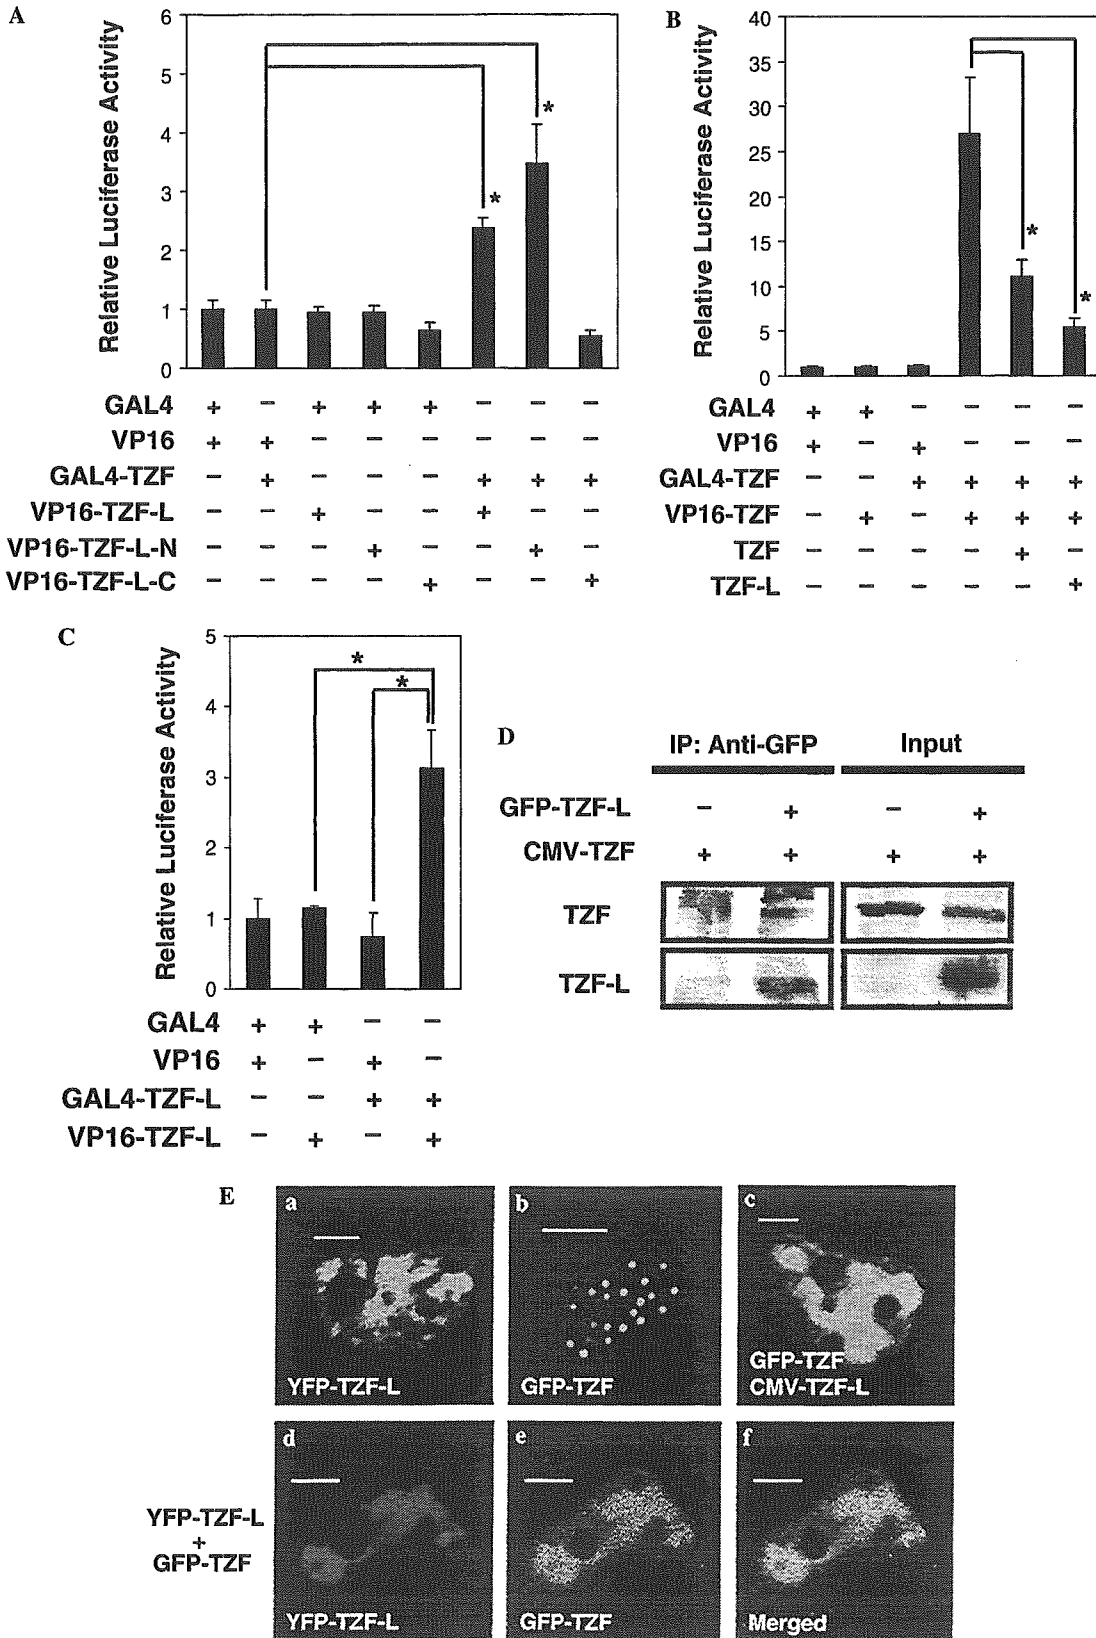 A
Relative Luciferase Activity
6
5
4
3
2
1
0
* *
GAL4 + − + + + − − −
VP16 + + − − − − − −
GAL4-TZF − + − − − + + +
VP16-TZF-L − − + − − + − −
VP16-TZF-L-N − − − + − − + −
VP16-TZF-L-C − − − − + − − +
B
Relative Luciferase Activity
40
35
30
25
20
15
10
5
0
* *
GAL4 + + − − − −
VP16 + − + − − −
GAL4-TZF − − + + + +
VP16-TZF − + − + + +
TZF − − − − + −
TZF-L − − − − − +
C
Relative Luciferase Activity
5
4
3
2
1
0
* *
GAL4 + + − −
VP16 + − + −
GAL4-TZF-L − − + +
VP16-TZF-L − + − +
D
IP: Anti-GFP Input
GFP-TZF-L − + − +
CMV-TZF + + + +
TZF
TZF-L
E
a
YFP-TZF-L
b
GFP-TZF
c
GFP-TZF
CMV-TZF-L
YFP-TZF-L
+
GFP-TZF
d
YFP-TZF-L
e
GFP-TZF
f
Merged